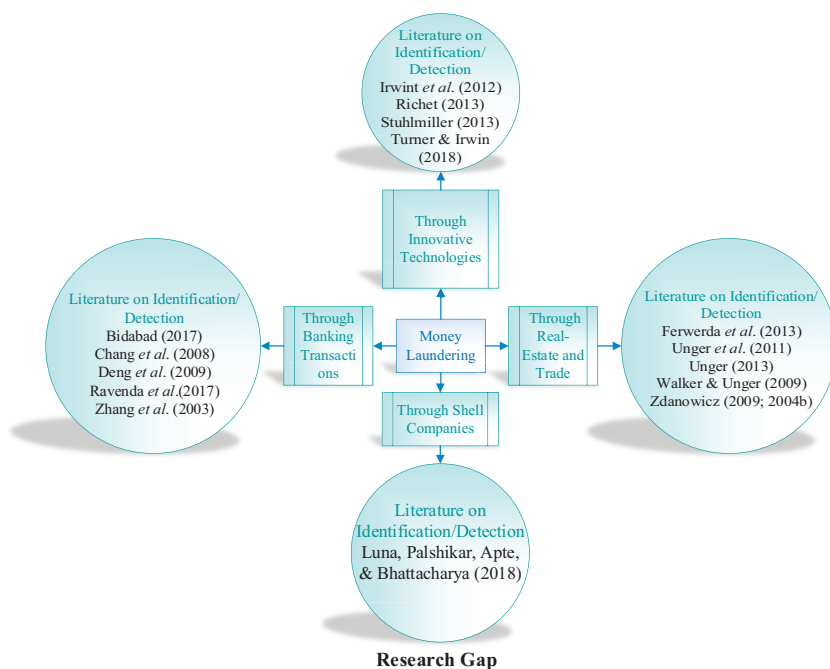 Literature on
Identification/
Detection
Irwint et al. (2012)
Richet (2013)
Stuhlmiller (2013)
Turner & Irwin
(2018)
Through
Innovative
Technologies
Literature on Identification/
Detection
Bidabad (2017)
Chang et al. (2008)
Deng et al. (2009)
Ravenda et al.(2017)
Zhang et al. (2003)
Through
Banking
Transacti
ons
Money
Laundering
Through
Real-
Estate and
Trade
Literature on Identification/
Detection
Ferwerda et al. (2013)
Unger et al. (2011)
Unger (2013)
Walker & Unger (2009)
Zdanowicz (2009; 2004b)
Through Shell
Companies
Literature on
Identification/Detection
Luna, Palshikar, Apte,
& Bhattacharya (2018)
Research Gap